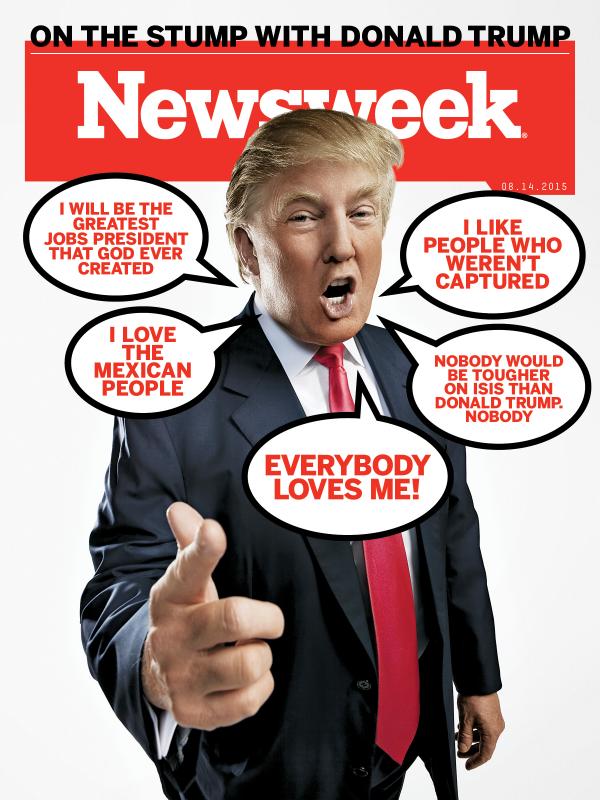 ON THE STUMP WITH DONALD TRUMP
Newsweek®
08.14.2015
I WILL BE THE
GREATEST
JOBS PRESIDENT
THAT GOD EVER
CREATED
I LIKE
PEOPLE WHO
WEREN'T
CAPTURED
I LOVE
THE
MEXICAN
PEOPLE
NOBODY WOULD
BE TOUGHER
ON ISIS THAN
DONALD TRUMP.
NOBODY
EVERYBODY
LOVES ME!